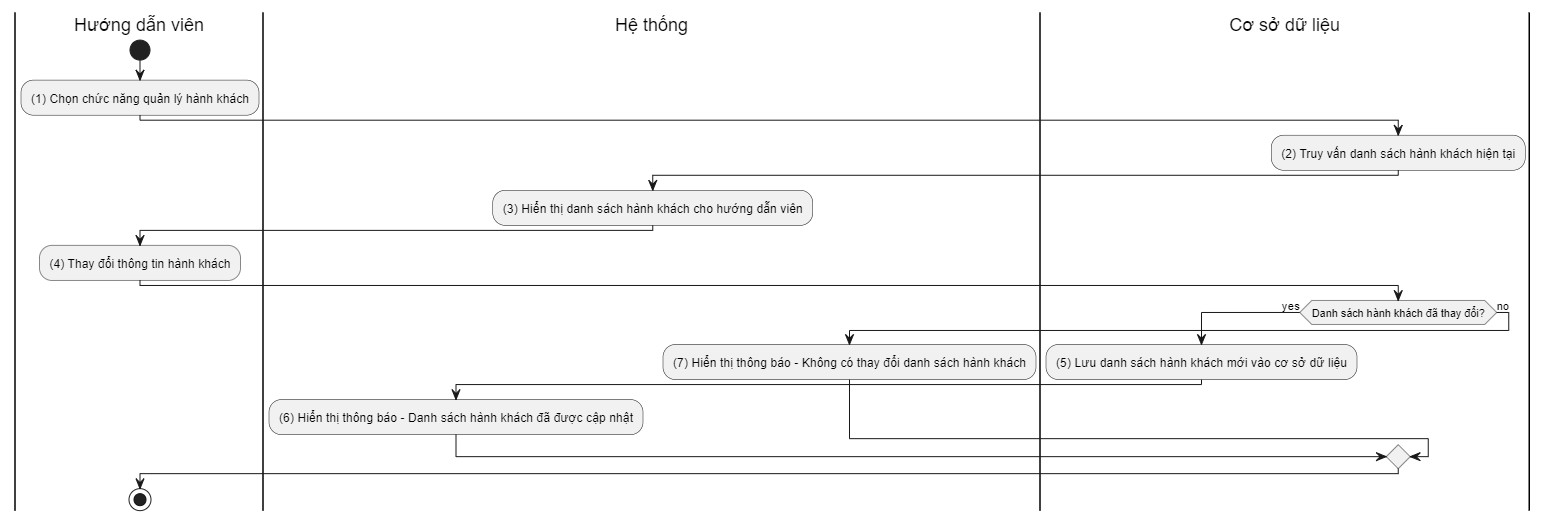 Hướng dẫn viên
Hệ thống
Cơ sở dữ liệu
(1) Chọn chức năng quản lý hành khách
(2) Truy vấn danh sách hành khách hiện tại
(3) Hiển thị danh sách hành khách cho hướng dẫn viên
(4) Thay đổi thông tin hành khách
yes
Danh sách hành khách đã thay đổi?
no
(7) Hiển thị thông báo - Không có thay đổi danh sách hành khách
(5) Lưu danh sách hành khách mới vào cơ sở dữ liệu
(6) Hiển thị thông báo - Danh sách hành khách đã được cập nhật